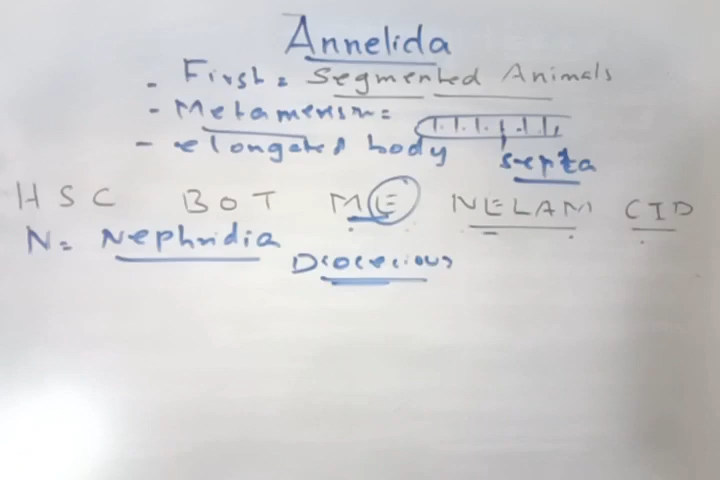 Annelida
- First = Segmented Animals
- Metamerism =
- elongated body septa
HSC BOT ME NELAM CID
N = Nephridia
Dioecious